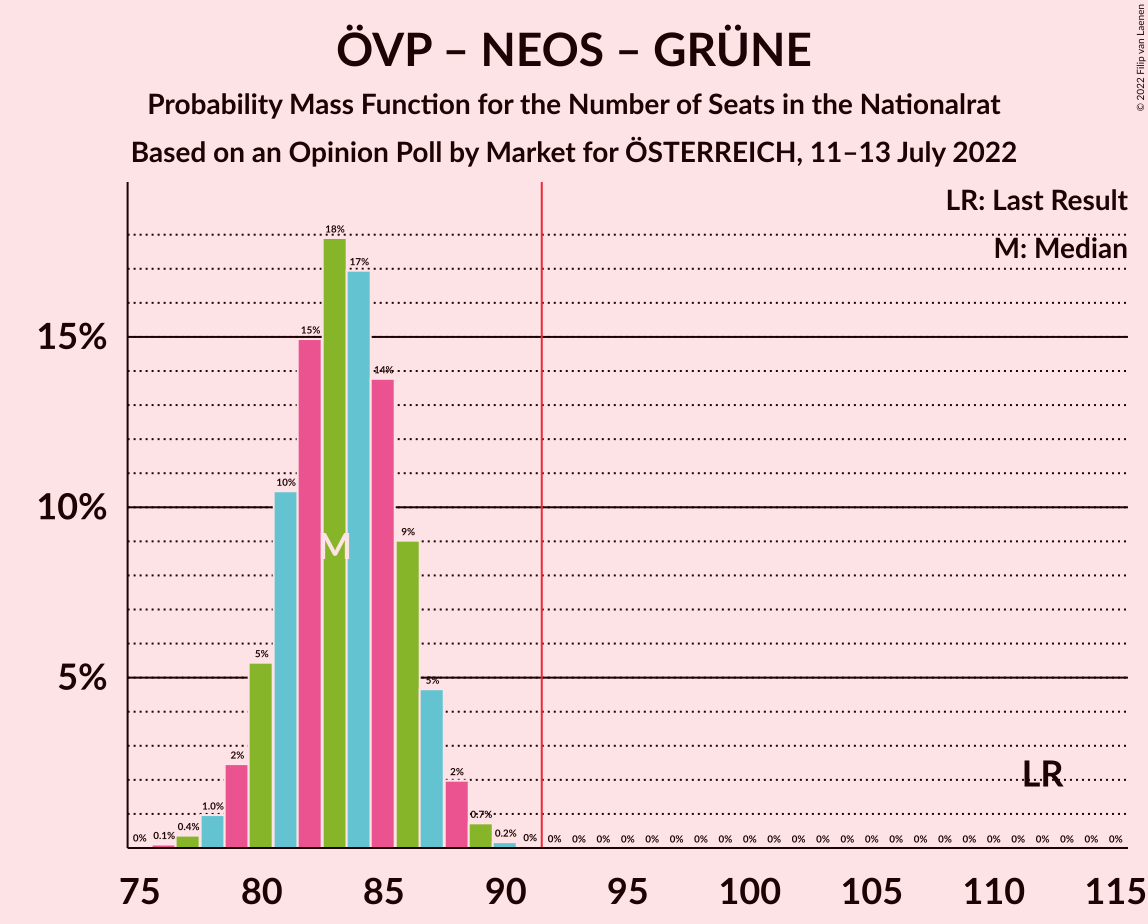 ÖVP – NEOS – GRÜNE
Probability Mass Function for the Number of Seats in the Nationalrat
Based on an Opinion Poll by Market for ÖSTERREICH, 11–13 July 2022
© 2022 Filip van Laenen
LR: Last Result
M: Median
15%
10%
5%
0% 0.1% 0.4% 1.0% 2% 5% 10% 15% 18% 17% 14% 9% 5% 2% 0.7% 0.2% 0% 0% 0% 0% 0% 0% 0% 0% 0% 0% 0% 0% 0% 0% 0% 0% 0% 0% 0% 0% 0% 0% 0% 0% 0%
M
LR
75 80 85 90 95 100 105 110 115